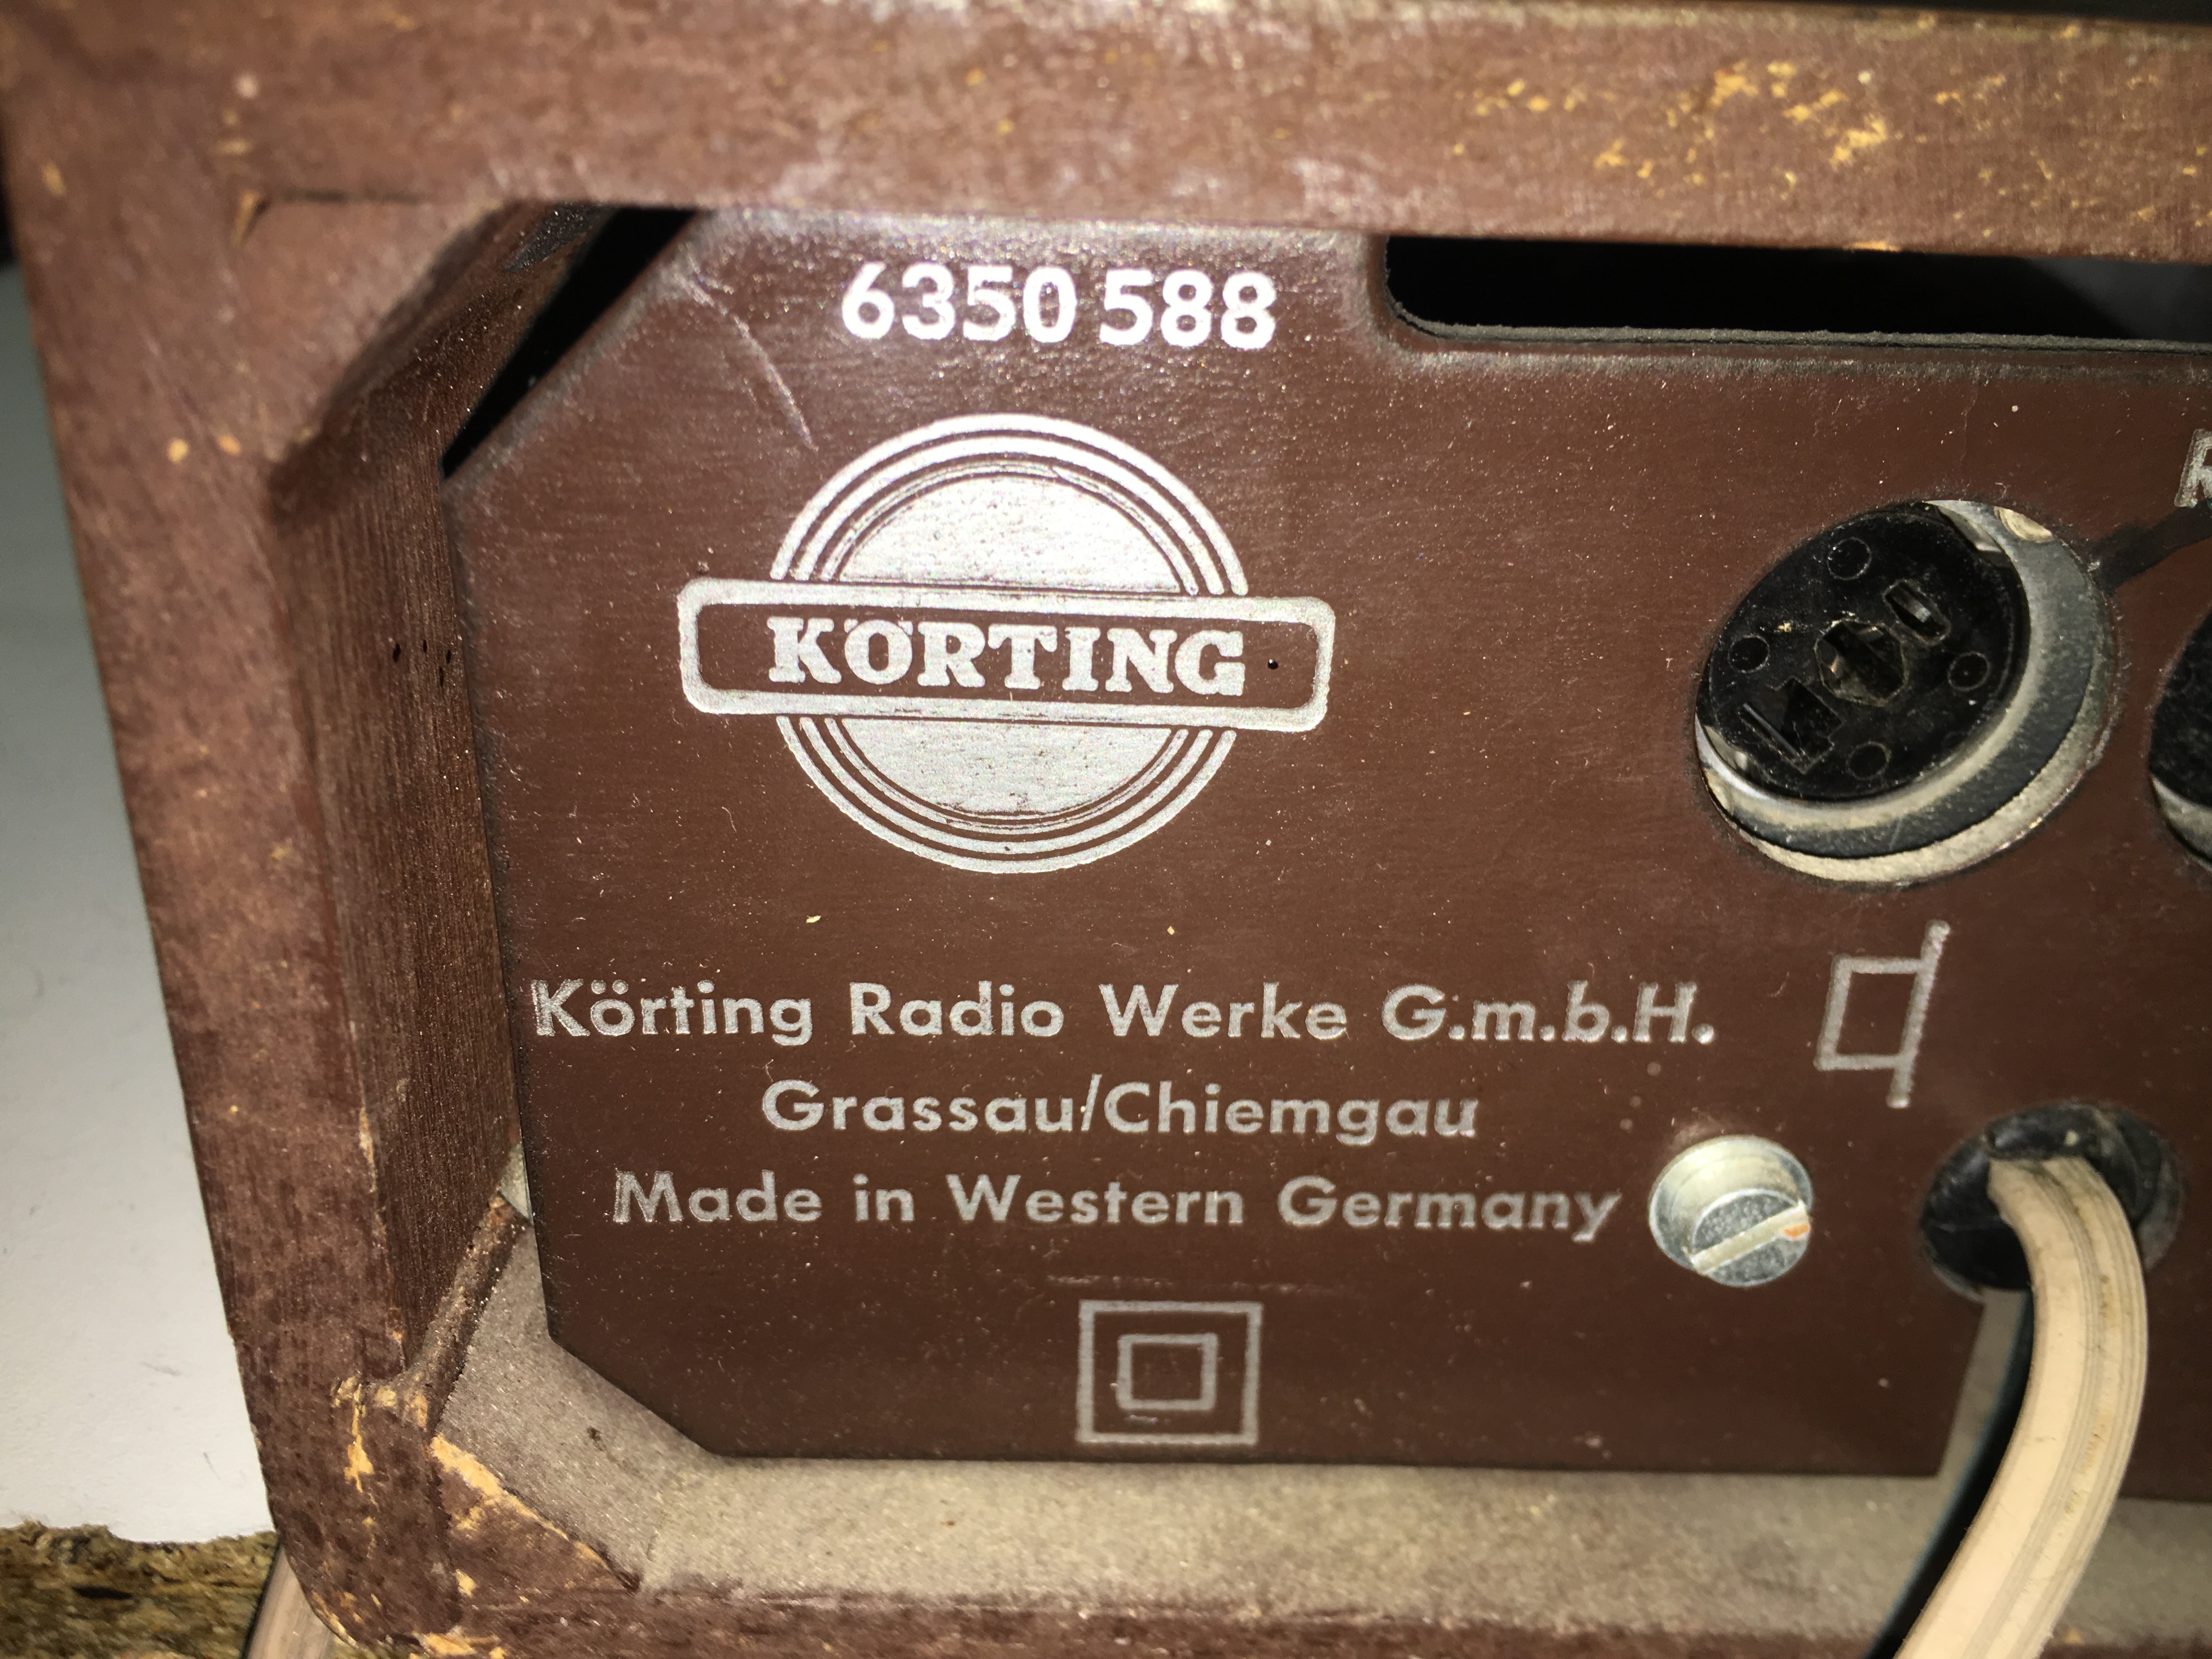 6350 588
KÖRTING
R
Körting Radio Werke G.m.b.H.
Grassau/Chiemgau
Made in Western Germany